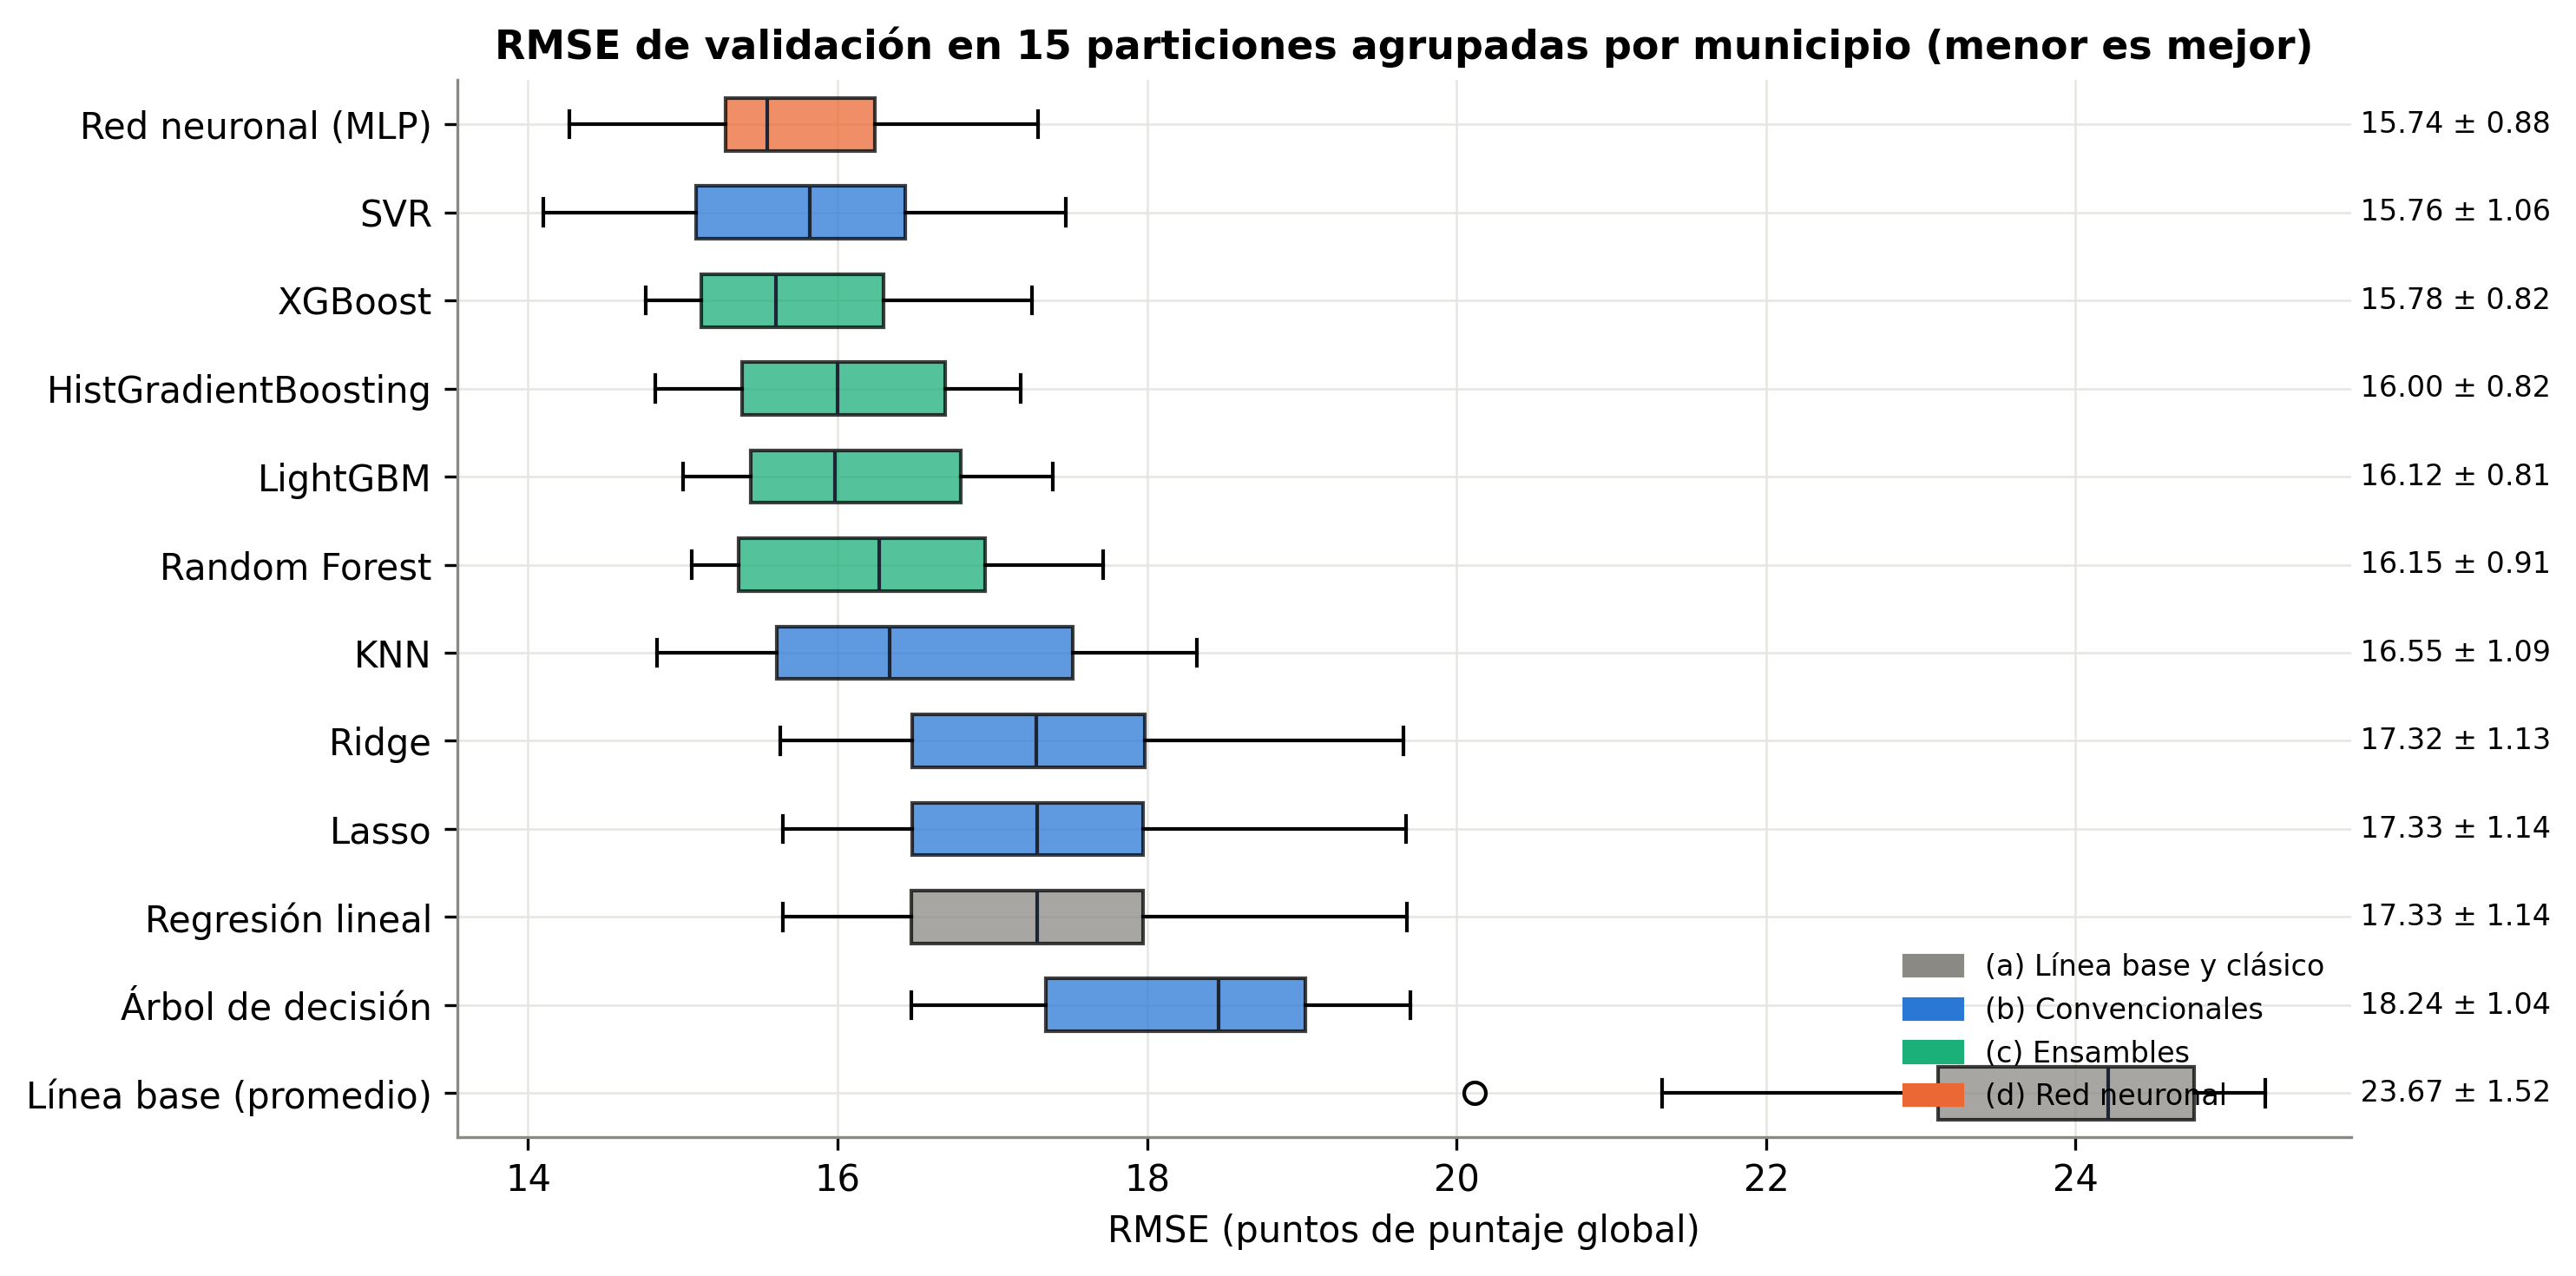 RMSE de validación en 15 particiones agrupadas por municipio (menor es mejor)
Red neuronal (MLP) 15.74 ± 0.88
SVR 15.76 ± 1.06
XGBoost 15.78 ± 0.82
HistGradientBoosting 16.00 ± 0.82
LightGBM 16.12 ± 0.81
Random Forest 16.15 ± 0.91
KNN 16.55 ± 1.09
Ridge 17.32 ± 1.13
Lasso 17.33 ± 1.14
Regresión lineal 17.33 ± 1.14
Árbol de decisión 18.24 ± 1.04
Línea base (promedio) 23.67 ± 1.52
(a) Línea base y clásico
(b) Convencionales
(c) Ensambles
(d) Red neuronal
14 16 18 20 22 24
RMSE (puntos de puntaje global)